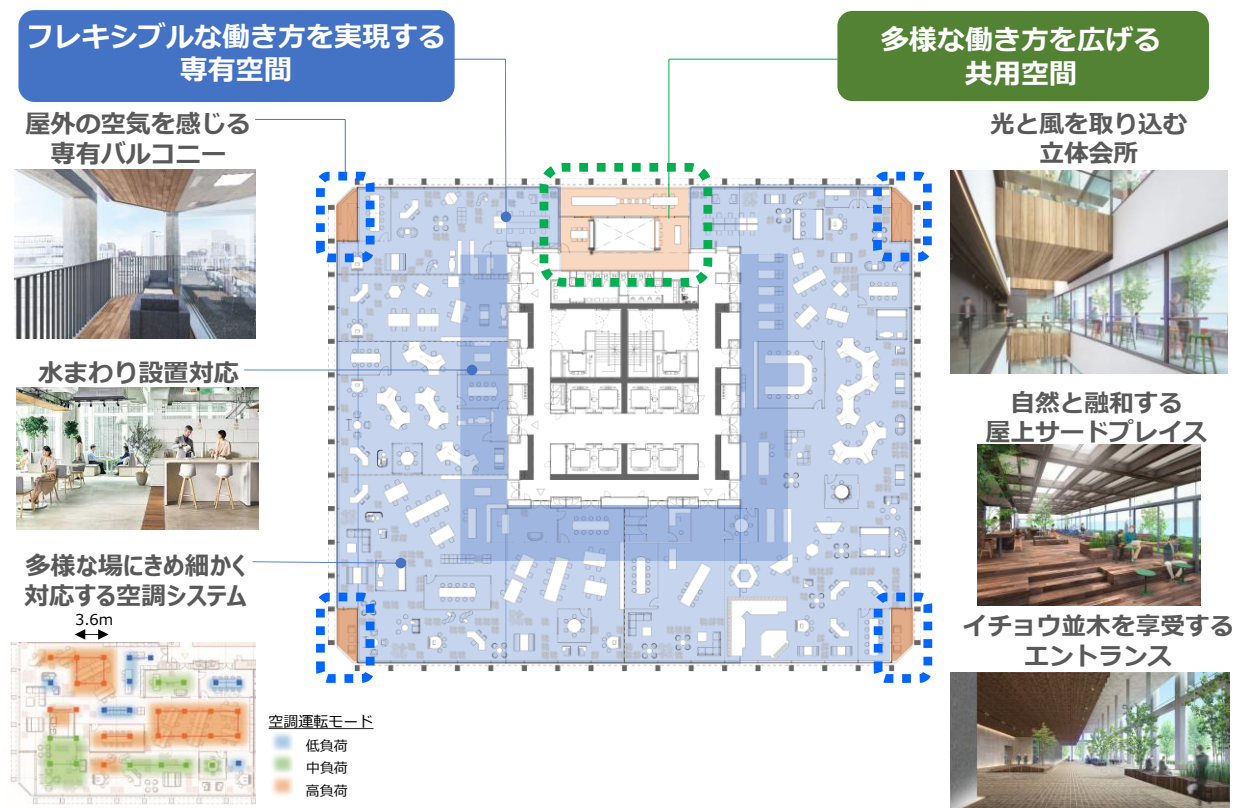 フレキシブルな働き方を実現する
専有空間
多様な働き方を広げる
共用空間
屋外の空気を感じる
専有バルコニー
水まわり設置対応
多様な場にきめ細かく
対応する空調システム
3.6m
空調運転モード
低負荷
中負荷
高負荷
光と風を取り込む
立体会所
自然と融和する
屋上サードプレイス
イチョウ並木を享受する
エントランス